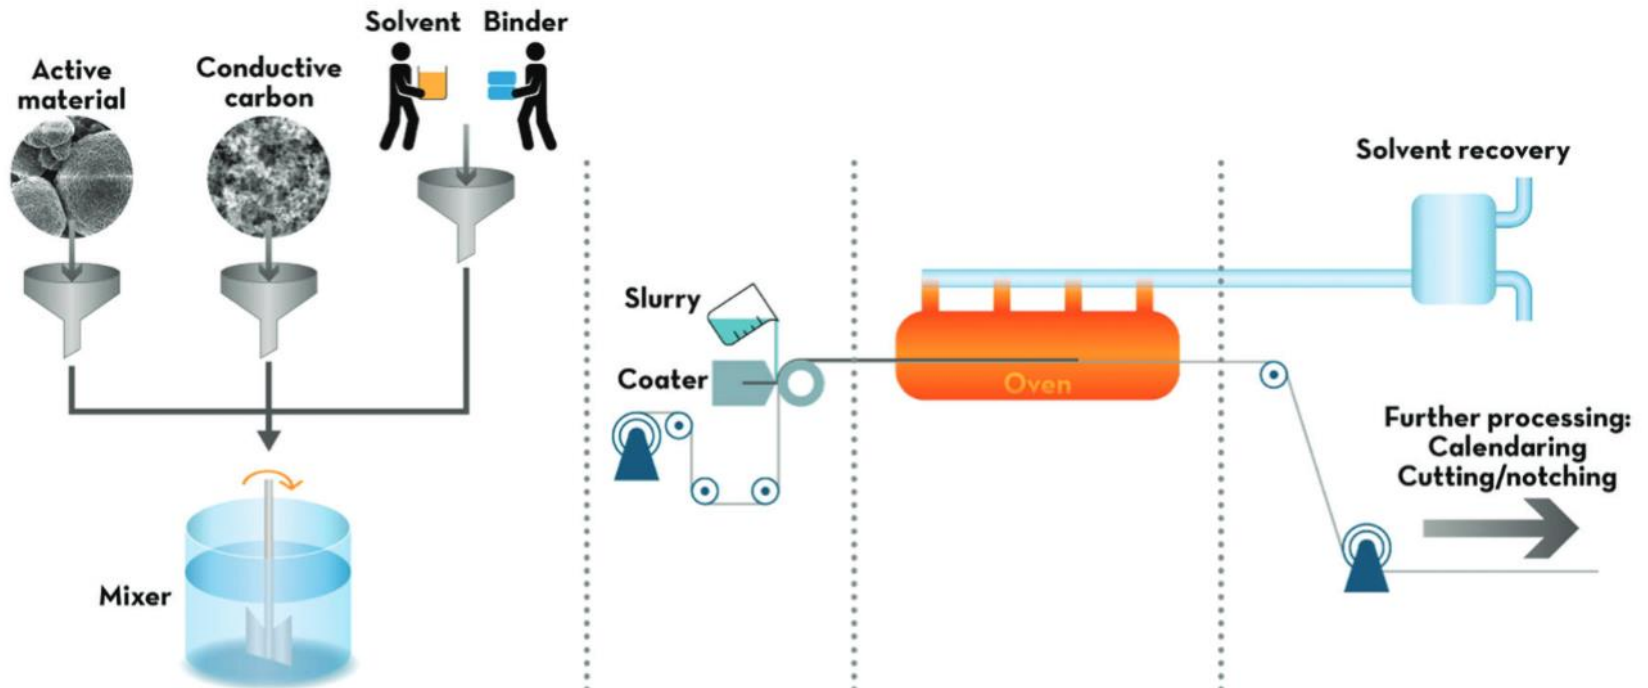 Active
material
Conductive
carbon
Solvent
Binder
Mixer
Slurry
Coater
Oven
Solvent recovery
Further processing:
Calendaring
Cutting/notching